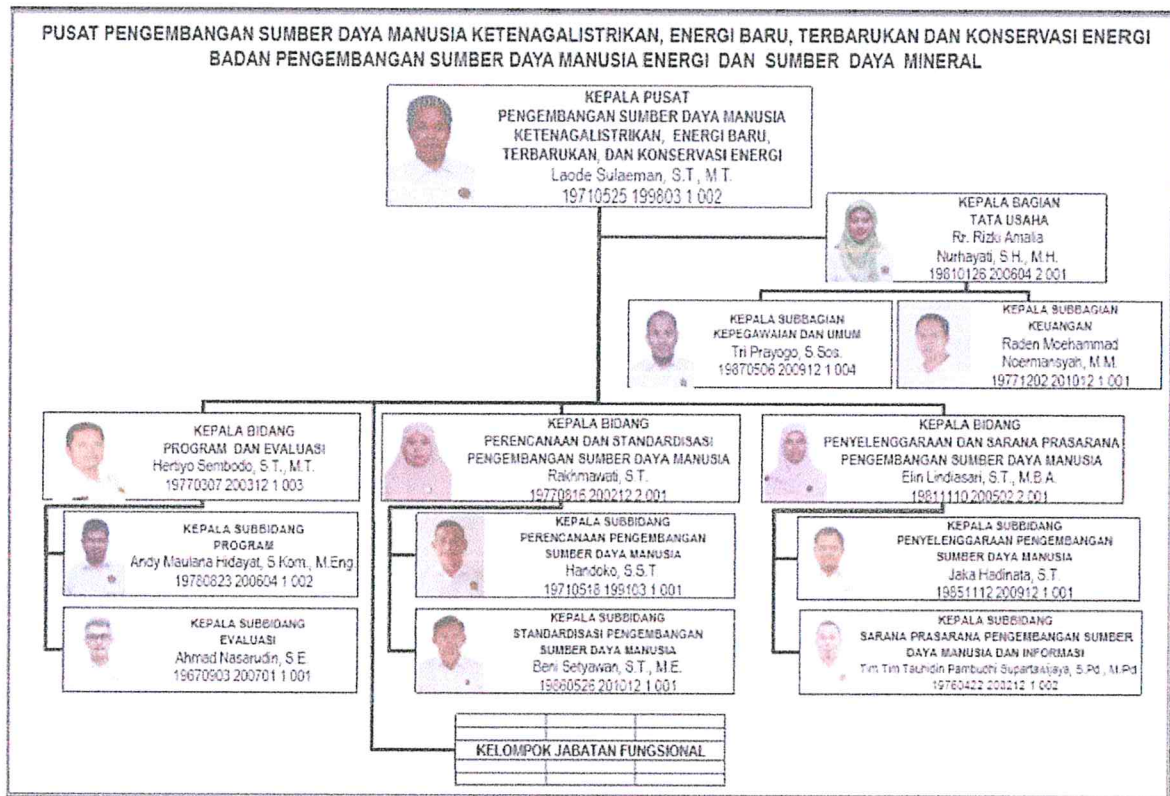 PUSAT PENGEMBANGAN SUMBER DAYA MANUSIA KETENAGALISTRIKAN, ENERGI BARU, TERBARUKAN DAN KONSERVASI ENERGI
BADAN PENGEMBANGAN SUMBER DAYA MANUSIA ENERGI DAN SUMBER DAYA MINERAL
KEPALA PUSAT
PENGEMBANGAN SUMBER DAYA MANUSIA
KETENAGALISTRIKAN, ENERGI BARU,
TERBARUKAN, DAN KONSERVASI ENERGI
Laode Sulaeman, S.T, M.T.
19710525 199803 1 002
KEPALA BAGIAN
TATA USAHA
Rr. Rizki Amalia
Nurhayati, S.H., M.H.
19810126 200604 2 001
KEPALA SUBBAGIAN
KEPEGAWAIAN DAN UMUM
Tri Prayogo, S.Sos.
19870506 200912 1 004
KEPALA SUBBAGIAN
KEUANGAN
Raden Moehammad
Noermansyah, M.M.
19771202 201012 1 001
KEPALA BIDANG
PROGRAM DAN EVALUASI
Hertiyo Sembodo, S.T., M.T.
19770307 200312 1 003
KEPALA SUBBIDANG
PROGRAM
Andy Maulana Hidayat, S.Kom., M.Eng.
19780823 200604 1 002
KEPALA SUBBIDANG
EVALUASI
Ahmad Nasarudin, S.E.
19670903 200701 1 001
KEPALA BIDANG
PERENCANAAN DAN STANDARDISASI
PENGEMBANGAN SUMBER DAYA MANUSIA
Rakhmawati, S.T.
19770816 200212 2 001
KEPALA SUBBIDANG
PERENCANAAN PENGEMBANGAN
SUMBER DAYA MANUSIA
Handoko, S.S.T
19710518 199103 1 001
KEPALA SUBBIDANG
STANDARDISASI PENGEMBANGAN
SUMBER DAYA MANUSIA
Beni Setyawan, S.T., M.E.
19860526 201012 1 001
KEPALA BIDANG
PENYELENGGARAAN DAN SARANA PRASARANA
PENGEMBANGAN SUMBER DAYA MANUSIA
Elin Lindiasari, S.T., M.B.A.
19811110 200502 2 001
KEPALA SUBBIDANG
PENYELENGGARAAN PENGEMBANGAN
SUMBER DAYA MANUSIA
Jaka Hadinata, S.T.
19851112 200912 1 001
KEPALA SUBBIDANG
SARANA PRASARANA PENGEMBANGAN SUMBER
DAYA MANUSIA DAN INFORMASI
Tim Tim Tauhidin Pambudhi Supartawijaya, S.Pd., M.Pd
19760422 200212 1 002
KELOMPOK JABATAN FUNGSIONAL